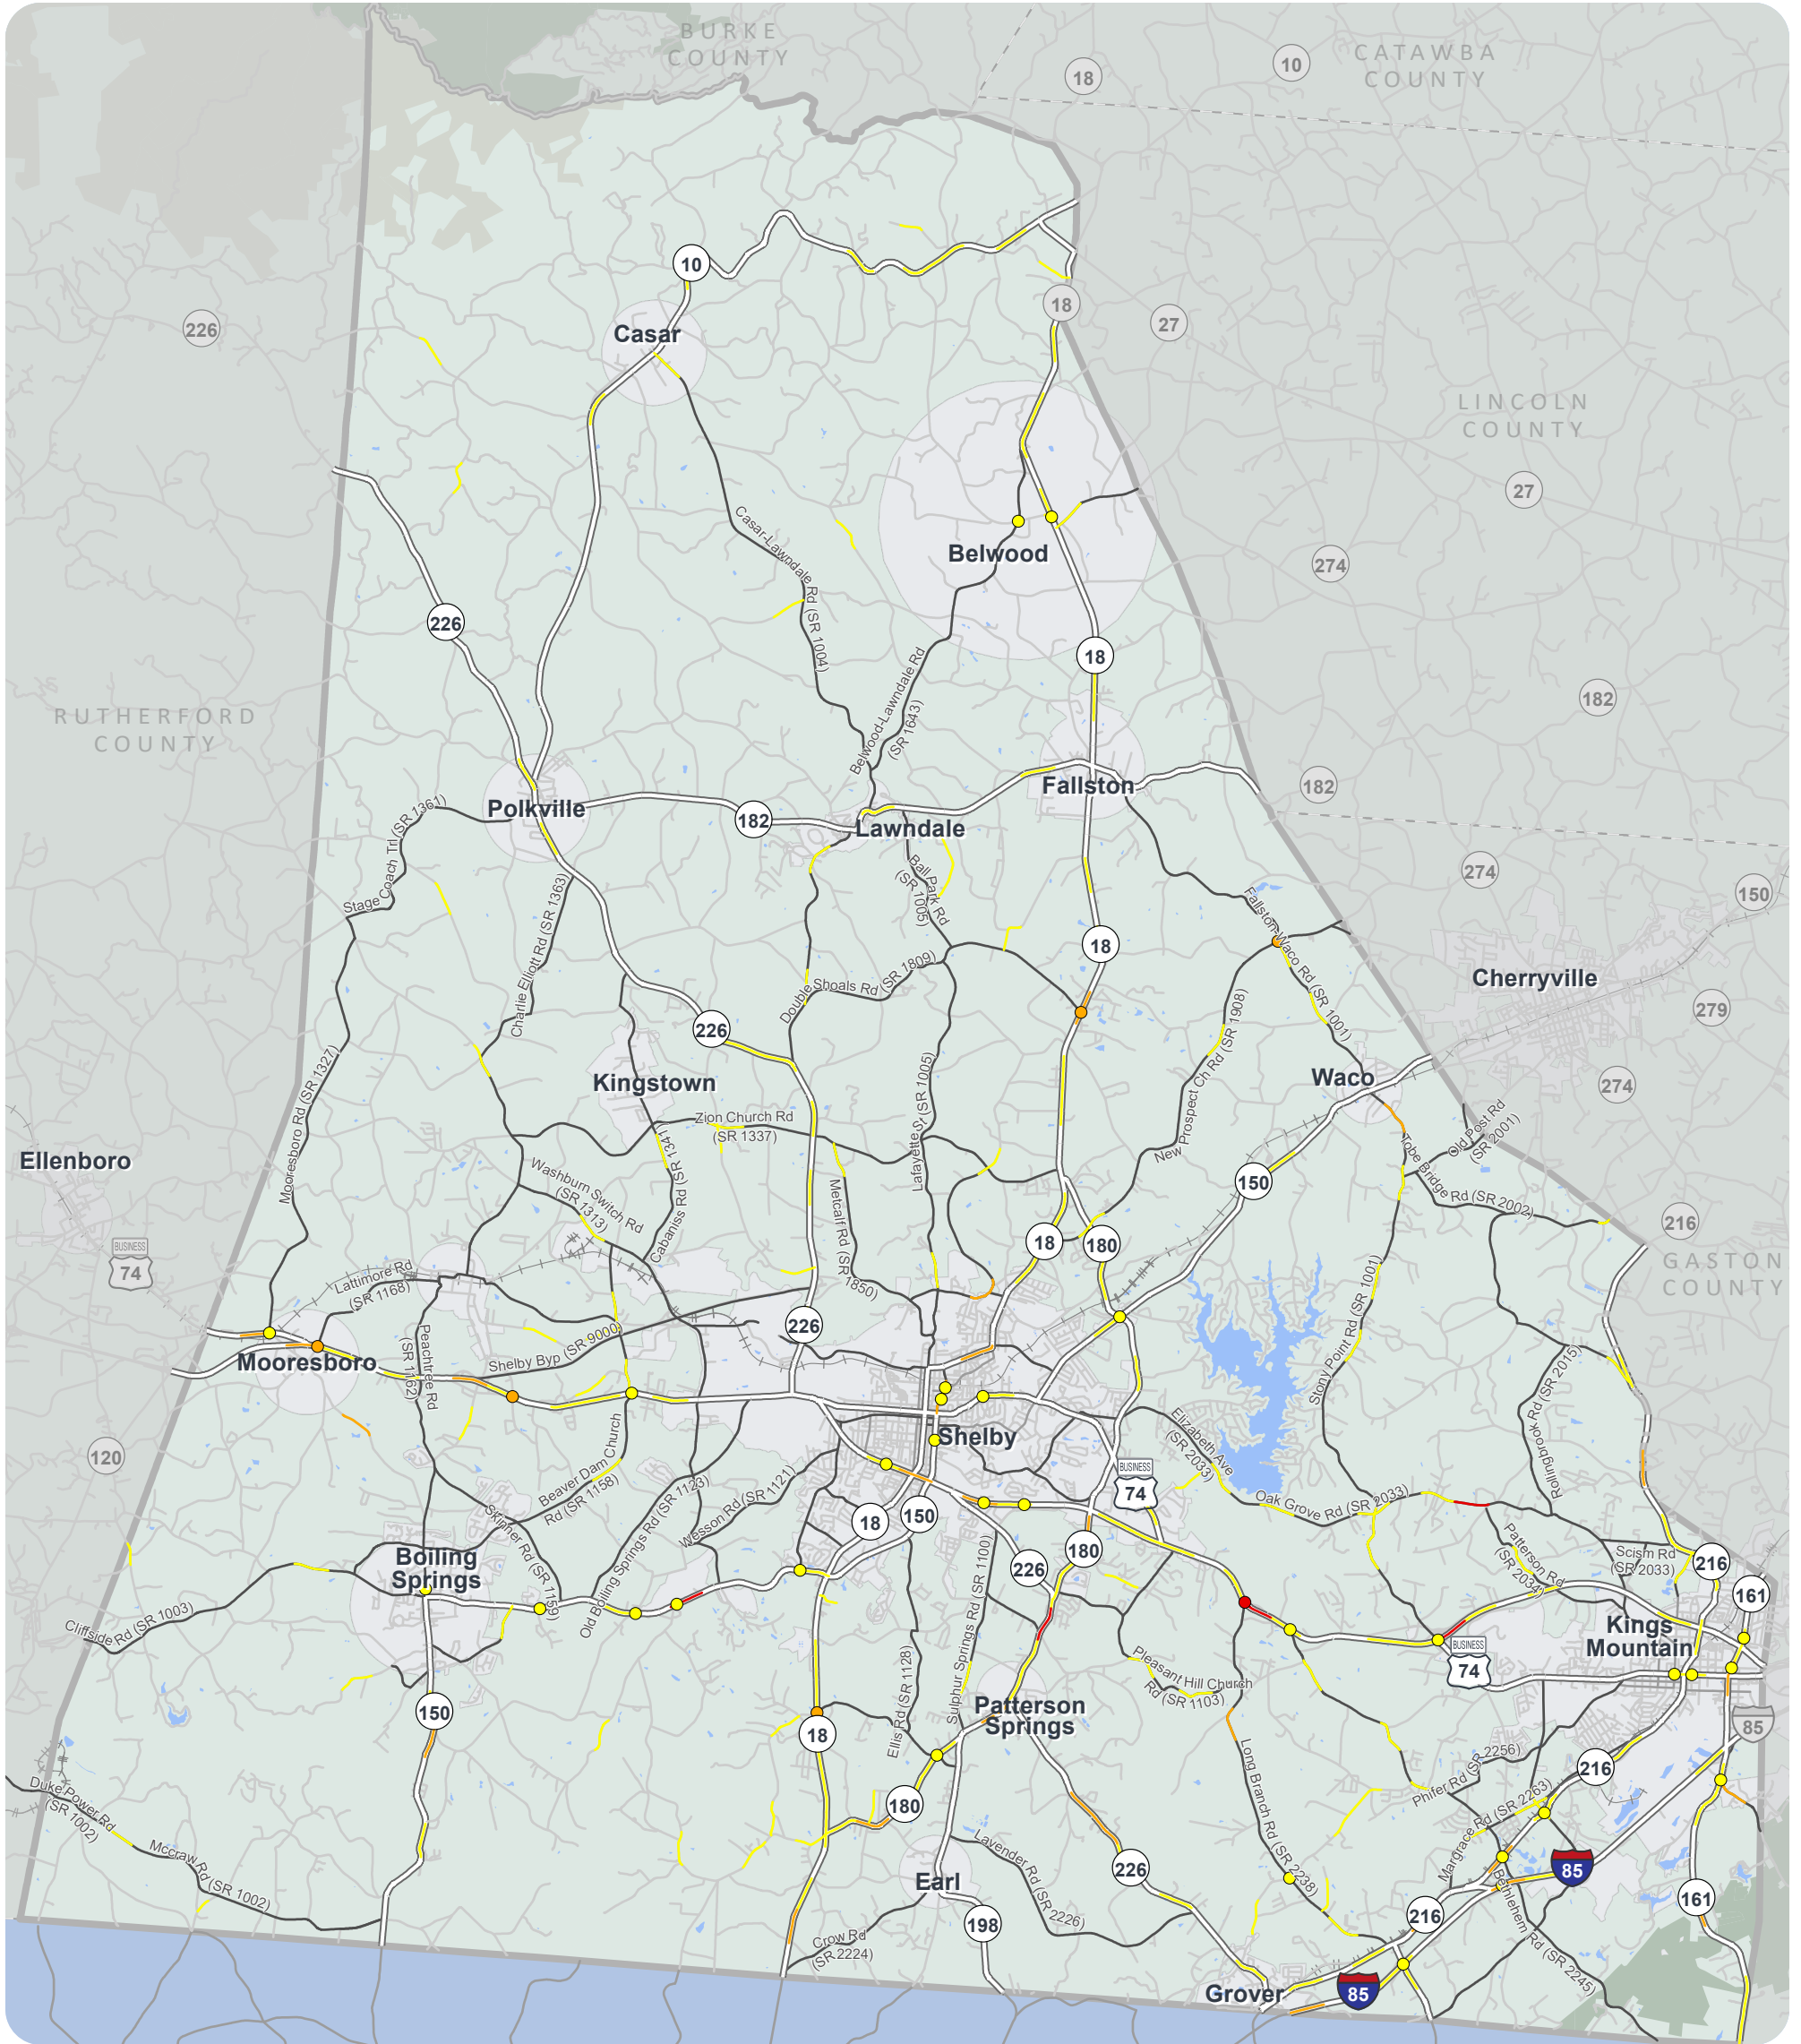 BURKE
COUNTY
CATAWBA
COUNTY
18
10
10
18
27
226
Casar
LINCOLN
COUNTY
27
Belwood
274
Casar-Lawndale Rd (SR 1004)
226
18
Belwood-Lawndale Rd
(SR 1643)
182
RUTHERFORD
COUNTY
Fallston
182
Polkville
182
Lawndale
Stage Coach Trl (SR 1361)
Ball Park Rd
(SR 1005)
274
150
Charlie Elliott Rd (SR 1363)
Fallston-Waco Rd (SR 1001)
18
Cherryville
Double Shoals Rd (SR 1809)
279
226
New Prospect Ch Rd (SR 1908)
Mooresboro Rd (SR 1327)
Kingstown
Waco
274
Lafayette S, (SR 1005)
Zion Church Rd
(SR 1337)
Old Post Rd
(SR 2001)
Ellenboro
Cabaniss Rd (SR 1341)
Washburn Switch Rd
(SR 1313)
Metcalf Rd (SR 1850)
150
Tobe Bridge Rd (SR 2002)
216
18
180
BUSINESS
74
GASTON
COUNTY
Lattimore Rd
(SR 1168)
226
Stony Point Rd (SR 1001)
Mooresboro
Shelby Byp (SR 9000)
Peachtree Rd
(SR 1162)
Rollingbrook Rd (SR 2015)
120
Shelby
Elizabeth Ave
(SR 2033)
Beaver Dam Church
Rd (SR 1158)
BUSINESS
74
Oak Grove Rd (SR 2033)
Wesson Rd (SR 1121)
18
150
Skinner Rd (SR 1159)
Old Boiling Springs Rd (SR 1123)
Boiling
Springs
226
180
Patterson Rd
(SR 2034)
Scism Rd
(SR 2033)
216
161
Cliffside Rd (SR 1003)
Sulphur Springs Rd (SR 1100)
Ellis Rd (SR 1128)
Kings
Mountain
BUSINESS
74
Pleasant Hill Church
Rd (SR 1103)
150
18
Patterson
Springs
85
Long Branch Rd (SR 2238)
Phifer Rd (SR 2256)
216
Duke Power Rd
(SR 1002)
180
Margrace Rd (SR 2263)
Mccraw Rd (SR 1002)
Lavender Rd (SR 2226)
226
85
Earl
161
216
Bethlehem Rd (SR 2245)
198
Crow Rd
(SR 2224)
Grover
85